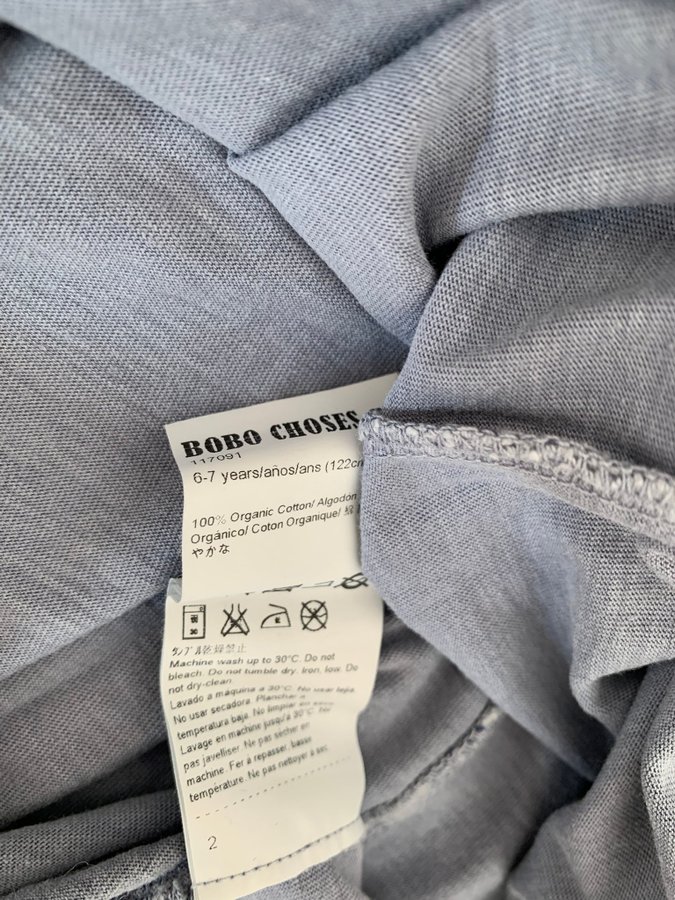 BOBO CHOSES
117091
6-7 years/años/ans (122cm
100% Organic Cotton/ Algodon
Orgánico/ Coton Organique/ 綿
やかな
ﾀﾝﾌﾞﾙ乾燥禁止
Machine wash up to 30°C. Do not
bleach. Do not tumble dry. Iron, low. Do
not dry-clean.
Lavado a máquina a 30°C. No usar lejía.
No usar secadora. Planchar a
temperatura baja. No limpiar en seco
Lavage en machine jusqu'à 30°C. Ne
pas javelliser. Ne pas sécher en
machine. Fer à repasser, basse
température. Ne pas nettoyer à sec
2